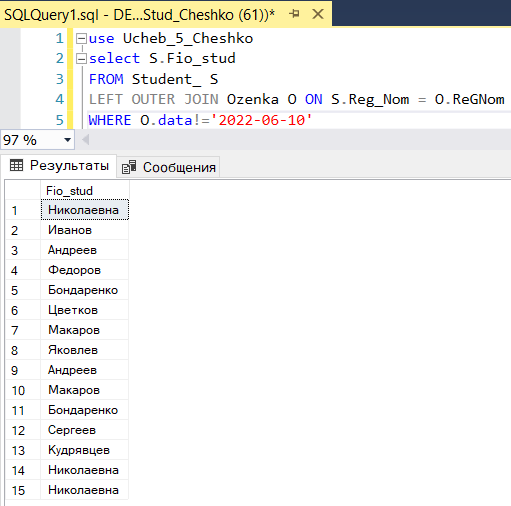 SQLQuery1.sql - DE...Stud_Cheshko (61))*
1 use Ucheb_5_Cheshko
2 select S.Fio_stud
3 FROM Student_ S
4 LEFT OUTER JOIN Ozenka O ON S.Reg_Nom = O.ReGNom
5 WHERE O.data!='2022-06-10'
97 %
Результаты Сообщения
Fio_stud
1 Николаевна
2 Иванов
3 Андреев
4 Федоров
5 Бондаренко
6 Цветков
7 Макаров
8 Яковлев
9 Андреев
10 Макаров
11 Бондаренко
12 Сергеев
13 Кудрявцев
14 Николаевна
15 Николаевна